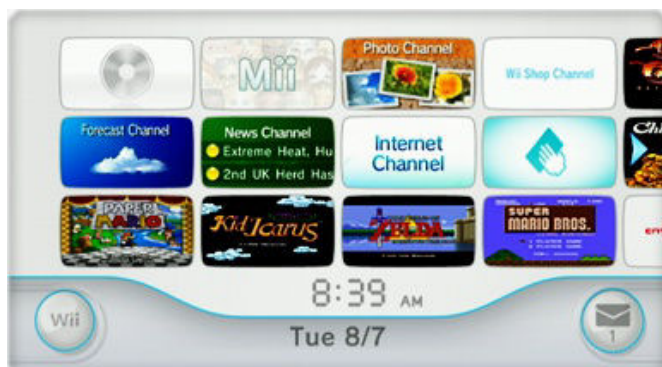 Mii
Photo Channel
Wii Shop Channel
Forecast Channel
News Channel
Extreme Heat, Hu
2nd UK Herd Has
Internet
Channel
PAPER
MARIO
Kid Icarus
ZELDA
SUPER
MARIO BROS.
8:39 AM
Wii
Tue 8/7
1